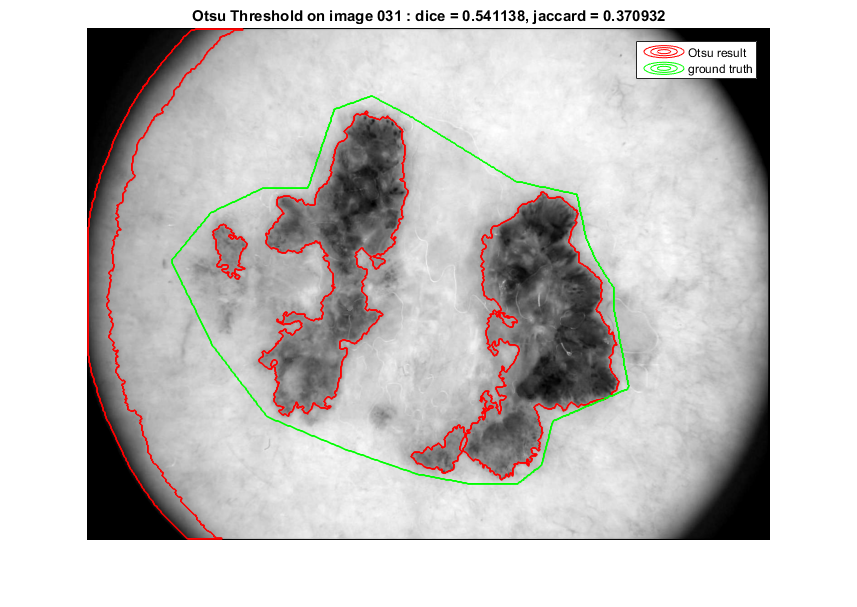 Otsu Threshold on image 031 : dice = 0.541138, jaccard = 0.370932
Otsu result
ground truth